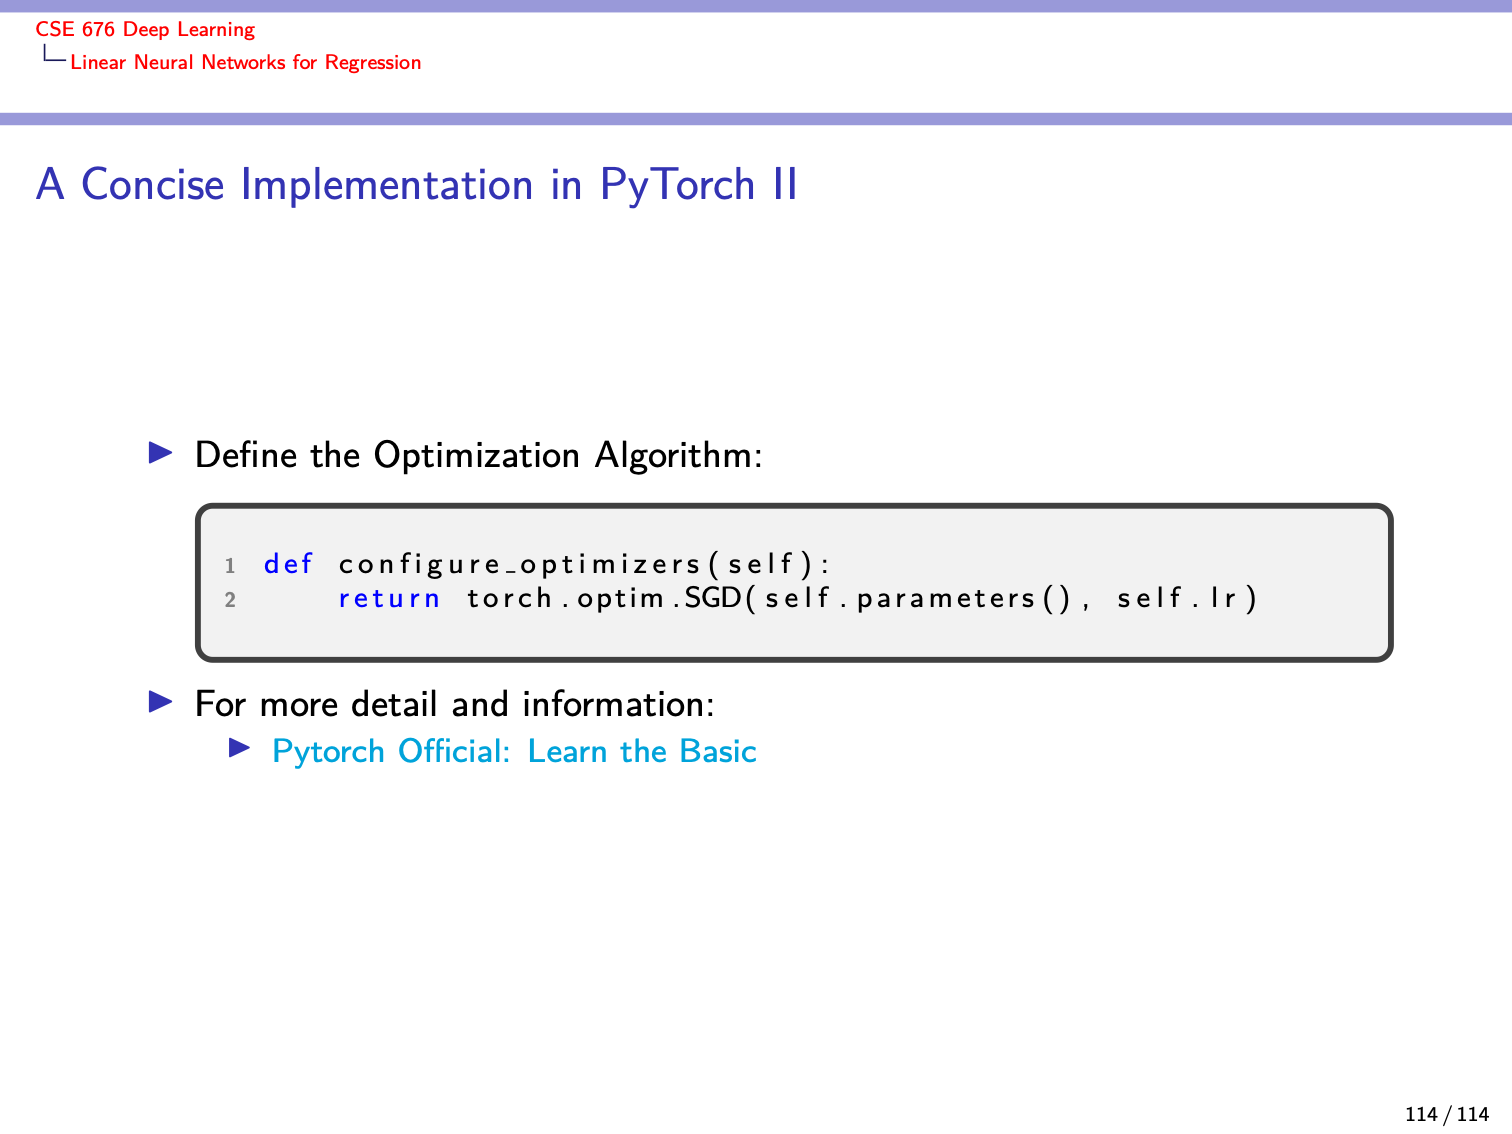 CSE 676 Deep Learning
Linear Neural Networks for Regression
A Concise Implementation in PyTorch II
Define the Optimization Algorithm:
1 def configure_optimizers(self):
2 return torch.optim.SGD(self.parameters(), self.lr)
For more detail and information:
Pytorch Official: Learn the Basic
114 / 114